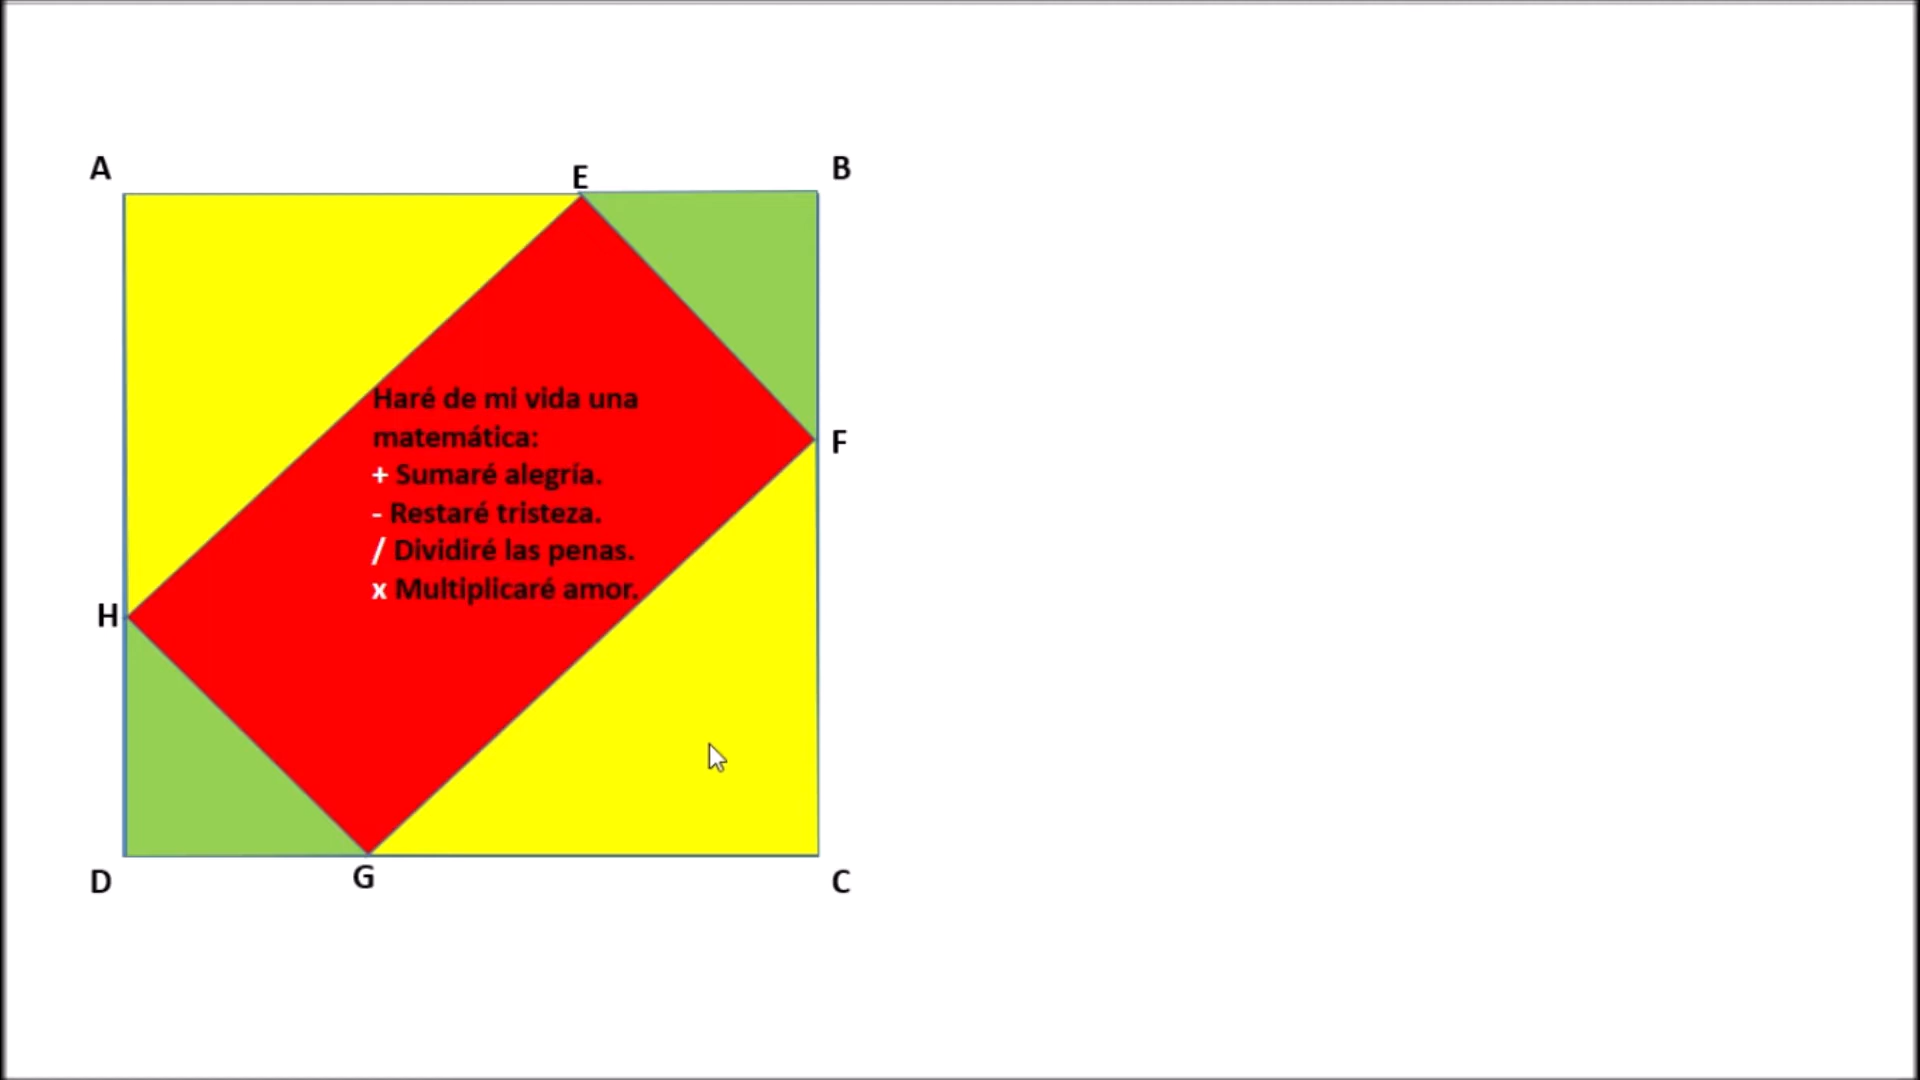 A
E
B
Haré de mi vida una
matemática:
+ Sumaré alegría.
- Restaré tristeza.
/ Dividiré las penas.
x Multiplicaré amor.
F
H
D
G
C